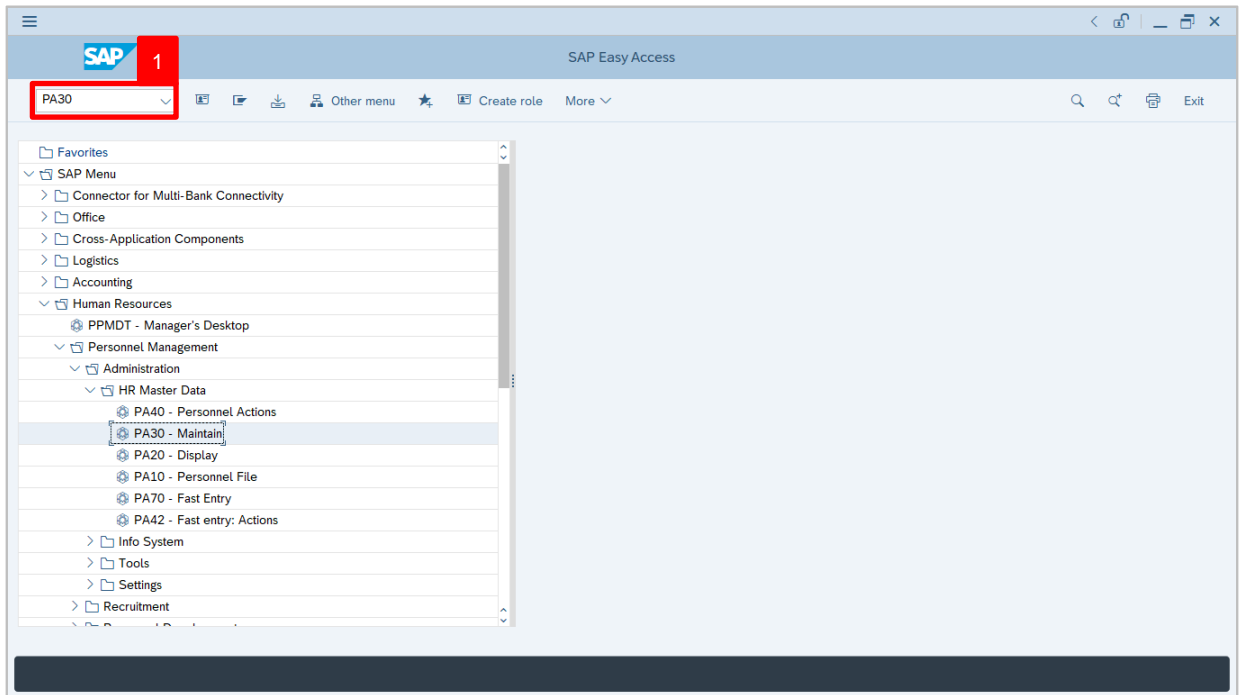 SAP
1
SAP Easy Access
PA30
Other menu
Create role
More
Exit
Favorites
SAP Menu
Connector for Multi-Bank Connectivity
Office
Cross-Application Components
Logistics
Accounting
Human Resources
PPMDT - Manager's Desktop
Personnel Management
Administration
HR Master Data
PA40 - Personnel Actions
PA30 - Maintain
PA20 - Display
PA10 - Personnel File
PA70 - Fast Entry
PA42 - Fast entry: Actions
Info System
Tools
Settings
Recruitment